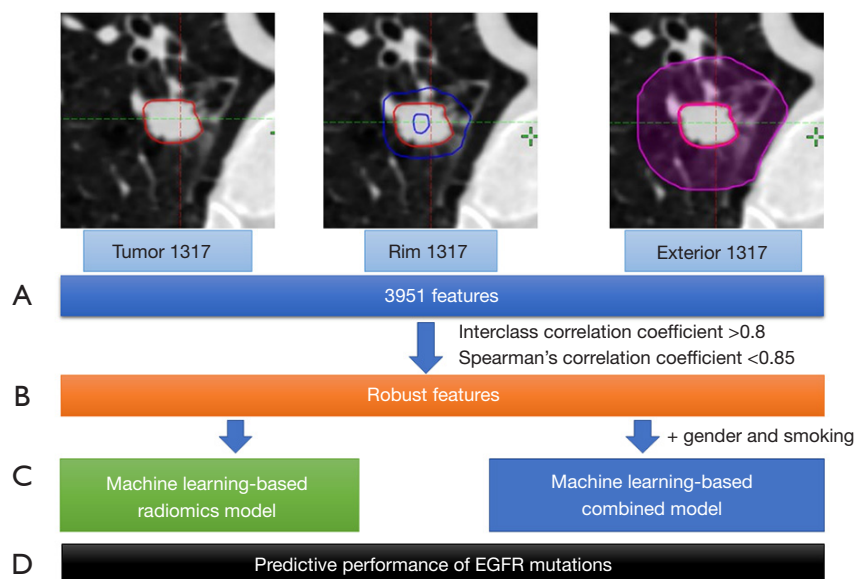 Tumor 1317
Rim 1317
Exterior 1317
A
3951 features
Interclass correlation coefficient >0.8
Spearman's correlation coefficient <0.85
B
Robust features
+ gender and smoking
C
Machine learning-based
radiomics model
Machine learning-based
combined model
D
Predictive performance of EGFR mutations